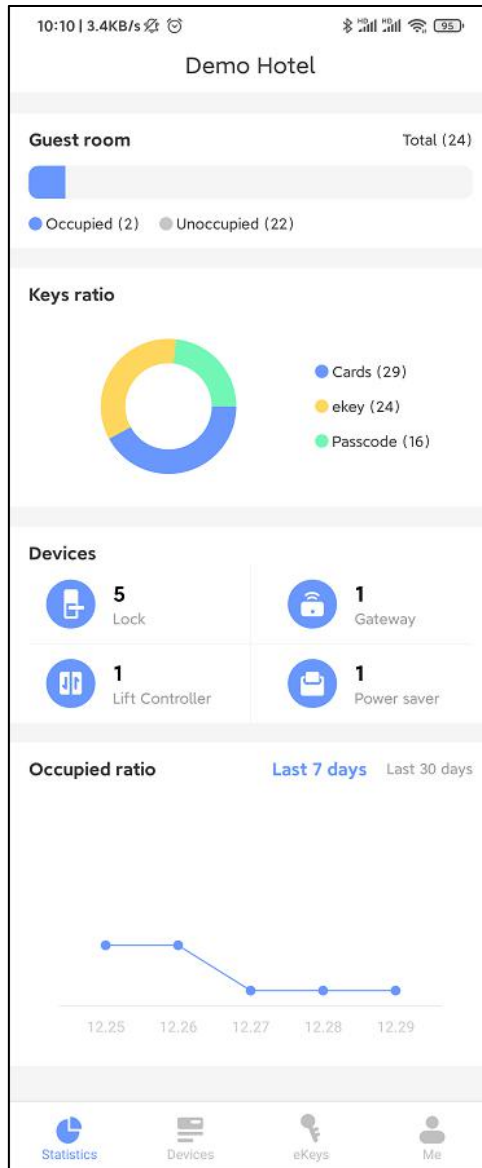 10:10 | 3.4KB/s HD HD 95
Demo Hotel
Guest room Total (24)
Occupied (2) Unoccupied (22)
Keys ratio
Cards (29)
ekey (24)
Passcode (16)
Devices
5 1
Lock Gateway
1 1
Lift Controller Power saver
Occupied ratio Last 7 days Last 30 days
12.25 12.26 12.27 12.28 12.29
Statistics Devices eKeys Me